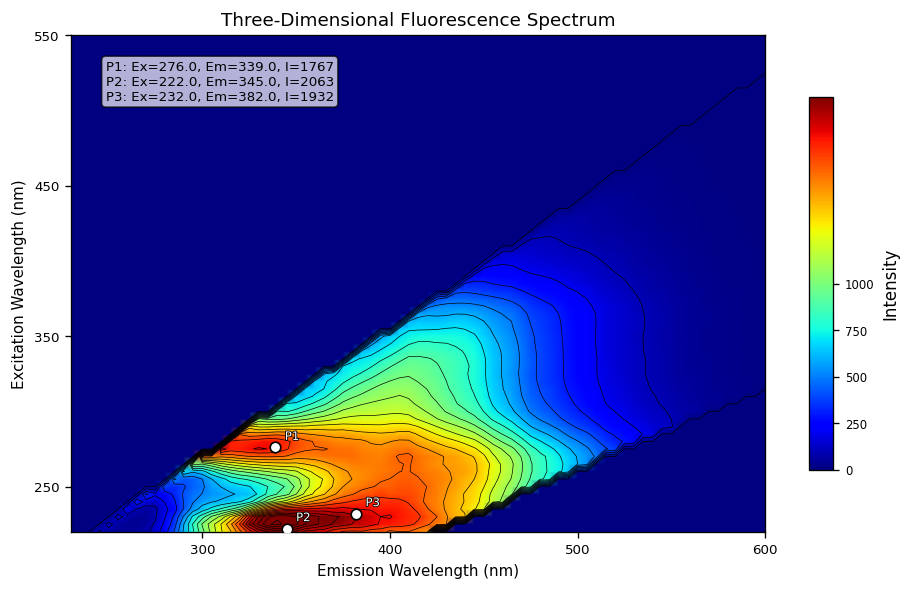 Three-Dimensional Fluorescence Spectrum
550
450
350
250
Excitation Wavelength (nm)
P1: Ex=276.0, Em=339.0, I=1767
P2: Ex=222.0, Em=345.0, I=2063
P3: Ex=232.0, Em=382.0, I=1932
P1
P3
P2
300 400 500 600
Emission Wavelength (nm)
1000
750
500
250
0
Intensity